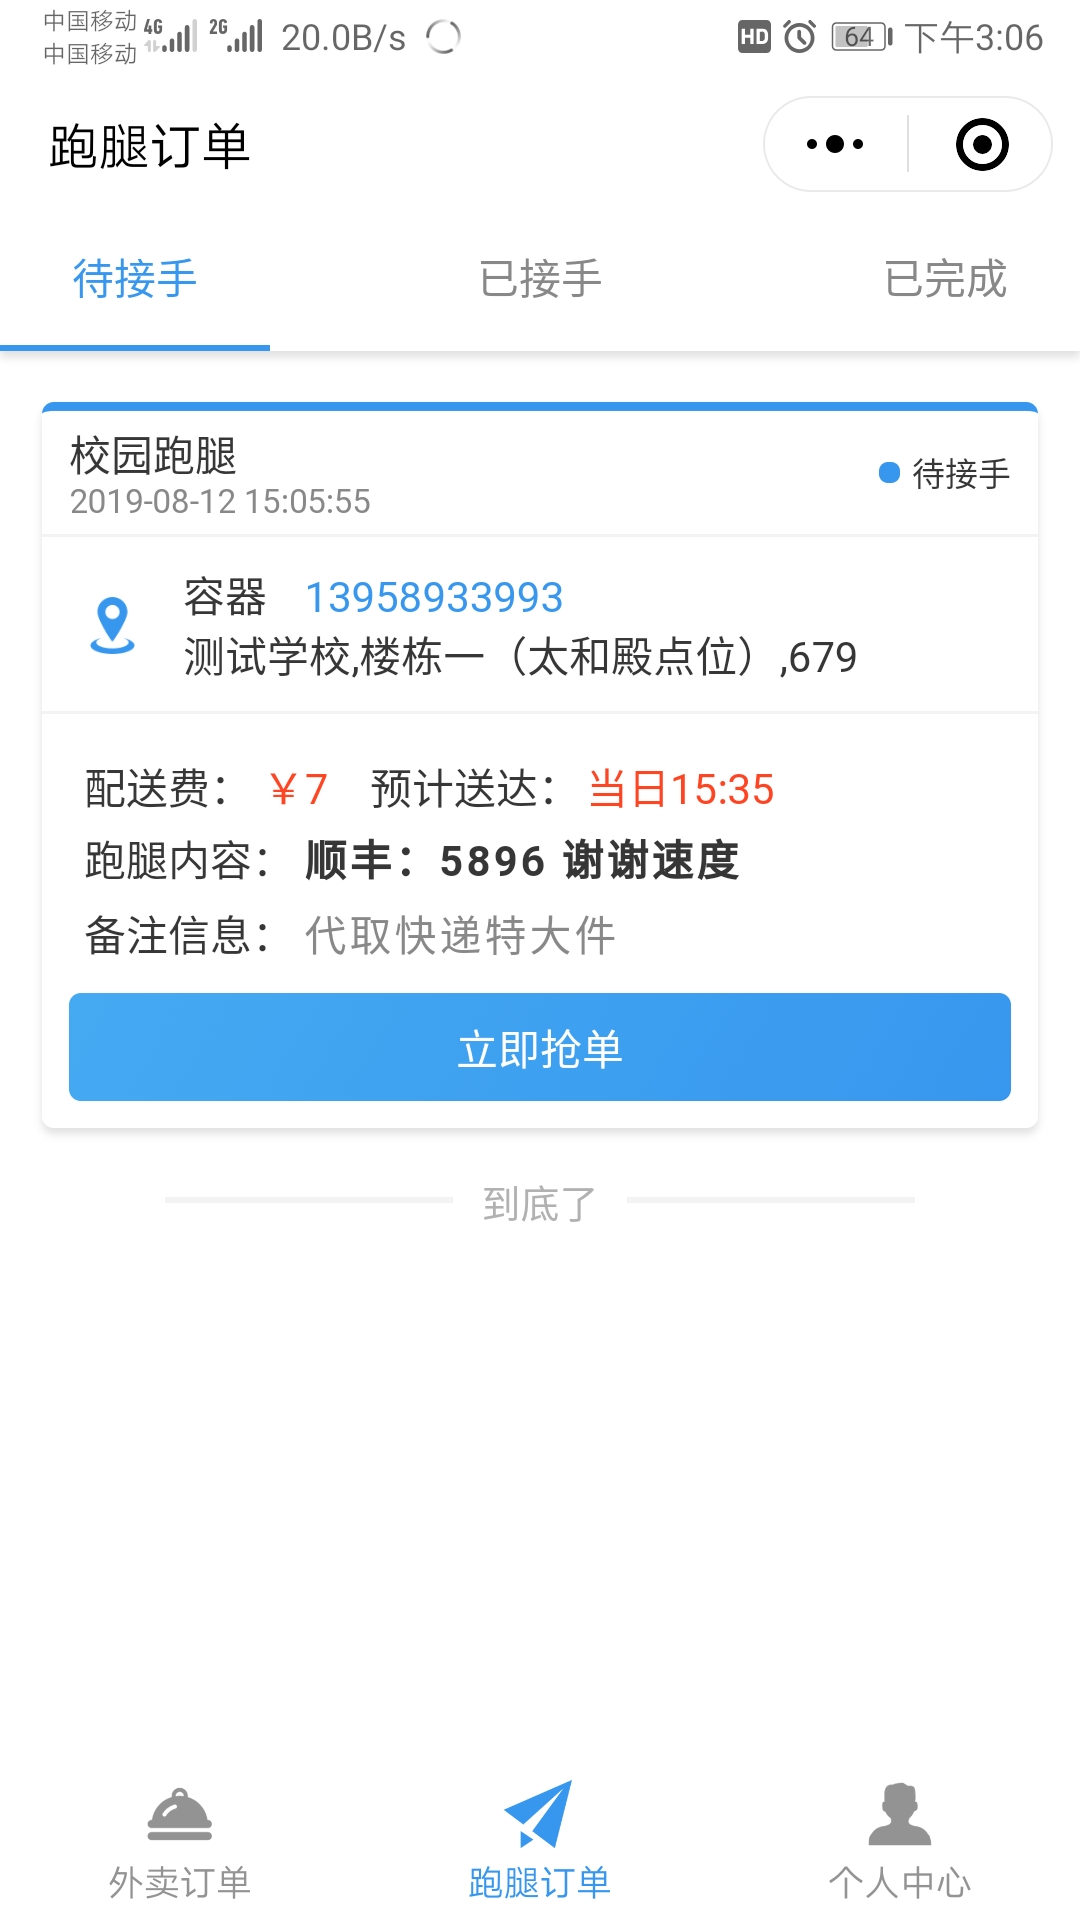 中国移动 4G 2G 20.0B/s HD 64 下午3:06
中国移动
跑腿订单
待接手 已接手 已完成
校园跑腿
2019-08-12 15:05:55
待接手
容器 13958933993
测试学校,楼栋一（太和殿点位）,679
配送费： ￥7 预计送达： 当日15:35
跑腿内容： 顺丰：5896 谢谢速度
备注信息： 代取快递特大件
立即抢单
到底了
外卖订单 跑腿订单 个人中心